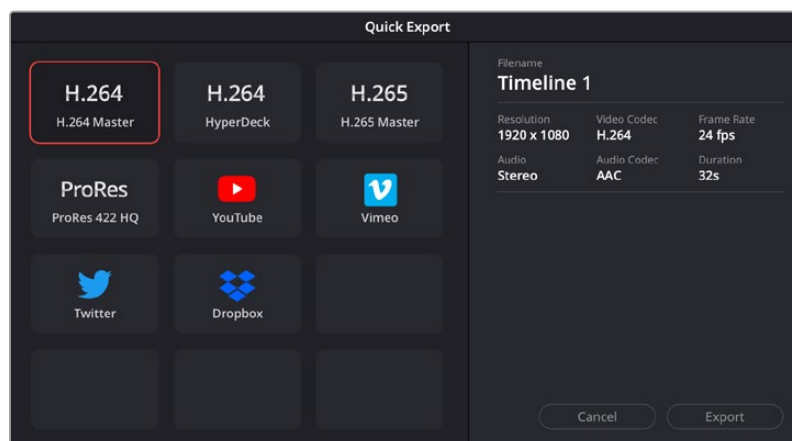 Quick Export
H.264
H.264 Master
H.264
HyperDeck
H.265
H.265 Master
ProRes
ProRes 422 HQ
YouTube
Vimeo
Twitter
Dropbox
Filename
Timeline 1
Resolution Video Codec Frame Rate
1920 x 1080 H.264 24 fps
Audio Audio Codec Duration
Stereo AAC 32s
Cancel Export